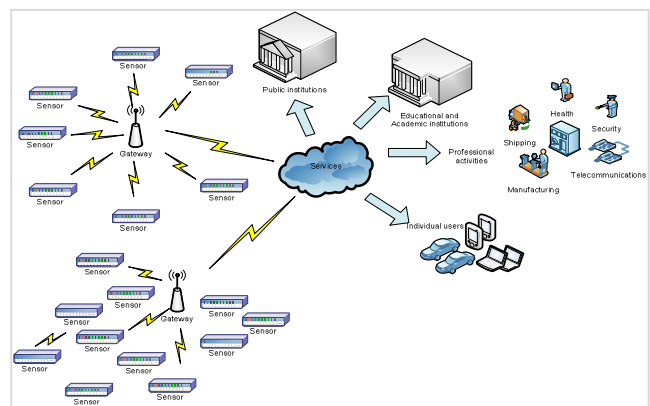 Sensor
Sensor
Sensor
Sensor
Gateway
Sensor
Sensor
Sensor
Public institutions
Educational and
Academic institutions
Services
Professional
activities
Health
Security
Shipping
Manufacturing
Telecommunications
Individual users
Sensor
Sensor
Sensor
Gateway
Sensor
Sensor
Sensor
Sensor
Sensor
Sensor
Sensor
Sensor